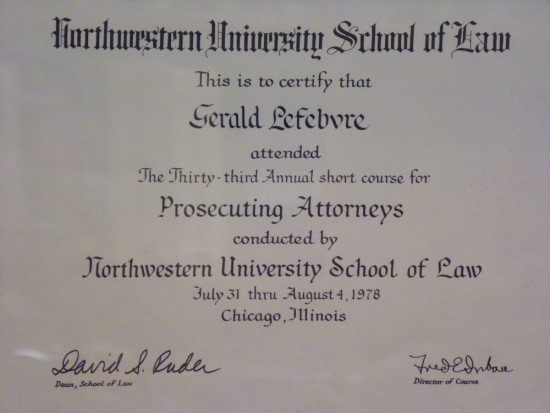 Northwestern University School of Law
This is to certify that
Gerald Lefebvre
attended
The Thirty-third Annual short course for
Prosecuting Attorneys
conducted by
Northwestern University School of Law
July 31 thru August 4, 1978
Chicago, Illinois
David S. Ruder
Dean, School of Law
Fred E Inbau
Director of Course